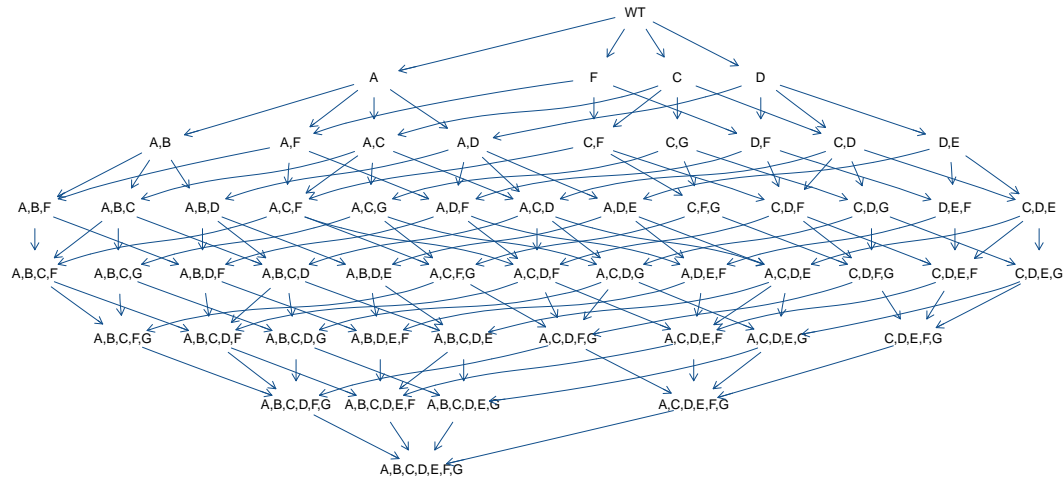 WT
A F C D
A,B A,F A,C A,D C,F C,G D,F C,D D,E
A,B,F A,B,C A,B,D A,C,F A,C,G A,D,F A,C,D A,D,E C,F,G C,D,F C,D,G D,E,F C,D,E
A,B,C,F A,B,C,G A,B,D,F A,B,C,D A,B,D,E A,C,F,G A,C,D,F A,C,D,G A,D,E,F A,C,D,E C,D,F,G C,D,E,F C,D,E,G
A,B,C,F,G A,B,C,D,F A,B,C,D,G A,B,D,E,F A,B,C,D,E A,C,D,F,G A,C,D,E,F A,C,D,E,G C,D,E,F,G
A,B,C,D,F,G A,B,C,D,E,F A,B,C,D,E,G A,C,D,E,F,G
A,B,C,D,E,F,G